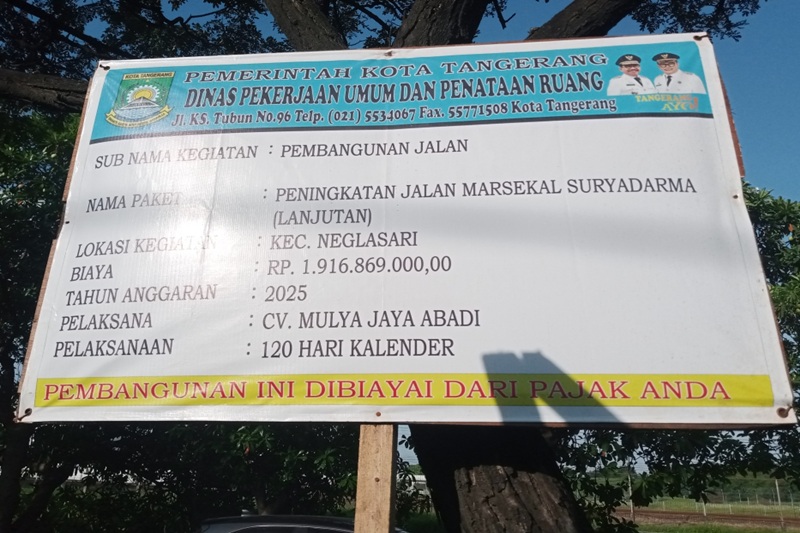 KOTA TANGERANG
PEMERINTAH KOTA TANGERANG
DINAS PEKERJAAN UMUM DAN PENATAAN RUANG
Jl. KS. Tubun No.96 Telp. (021) 5534067 Fax. 55771508 Kota Tangerang
TANGERANG
AYO
SUB NAMA KEGIATAN : PEMBANGUNAN JALAN
NAMA PAKET : PENINGKATAN JALAN MARSEKAL SURYADARMA
(LANJUTAN)
LOKASI KEGIATAN : KEC. NEGLASARI
BIAYA : RP. 1.916.869.000,00
TAHUN ANGGARAN : 2025
PELAKSANA : CV. MULYA JAYA ABADI
PELAKSANAAN : 120 HARI KALENDER
PEMBANGUNAN INI DIBIAYAI DARI PAJAK ANDA